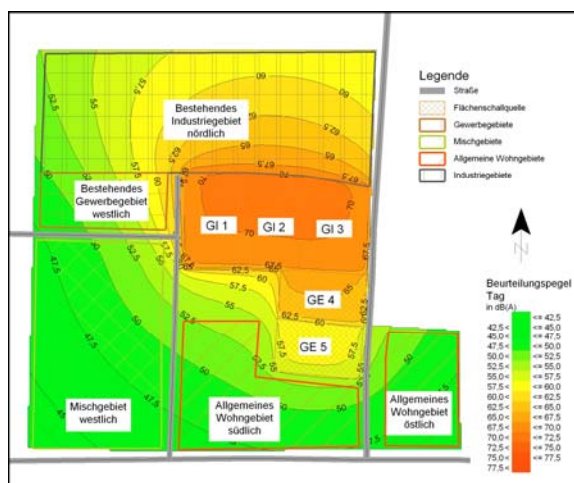 Bestehendes
Industriegebiet
nördlich
Bestehendes
Gewerbegebiet
westlich
GI 1
GI 2
GI 3
GE 4
GE 5
Mischgebiet
westlich
Allgemeines
Wohngebiet
südlich
Allgemeines
Wohngebiet
östlich
52,5
55
57,5
60
62,5
65
67,5
70
50
47,5
Legende
Straße
Flächenschallquelle
Gewerbegebiete
Mischgebiete
Allgemeine Wohngebiete
Industriegebiete
N
Beurteilungspegel
Tag
in dB(A)
<= 42,5
42,5 < <= 45,0
45,0 < <= 47,5
47,5 < <= 50,0
50,0 < <= 52,5
52,5 < <= 55,0
55,0 < <= 57,5
57,5 < <= 60,0
60,0 < <= 62,5
62,5 < <= 65,0
65,0 < <= 67,5
67,5 < <= 70,0
70,0 < <= 72,5
72,5 < <= 75,0
75,0 < <= 77,5
77,5 <